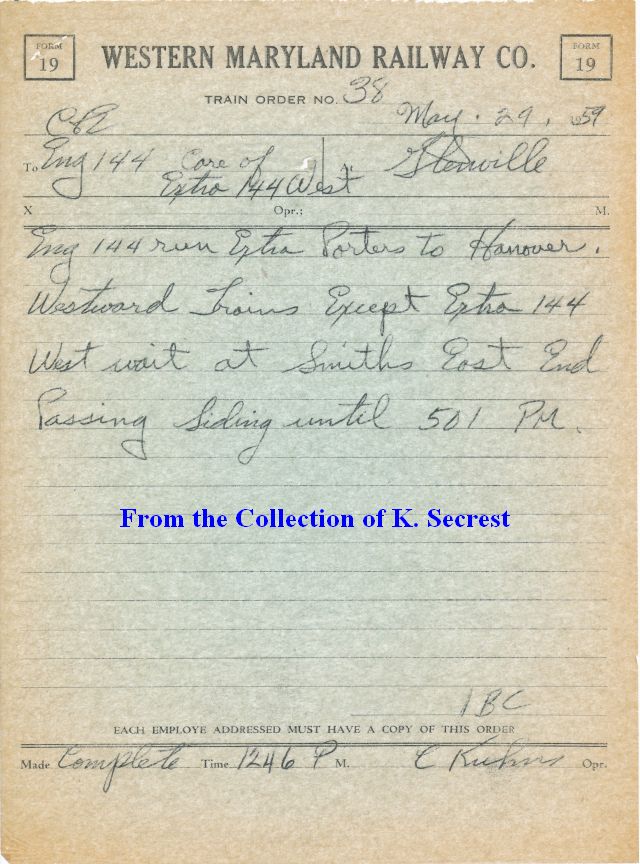 FORM 19 WESTERN MARYLAND RAILWAY CO. FORM 19
TRAIN ORDER NO. 38
C&E May. 29, 1959
To Eng 144 Care of At Glenville
Extra 144 West
X Opr.; M.
Eng 144 run Extra Porters to Hanover.
Westward Trains Except Extra 144
West wait at Smiths East End
Passing Siding until 501 PM.
From the Collection of K. Secrest
BC
EACH EMPLOYE ADDRESSED MUST HAVE A COPY OF THIS ORDER
Made Complete Time 1246 P M. C Kuhns Opr.